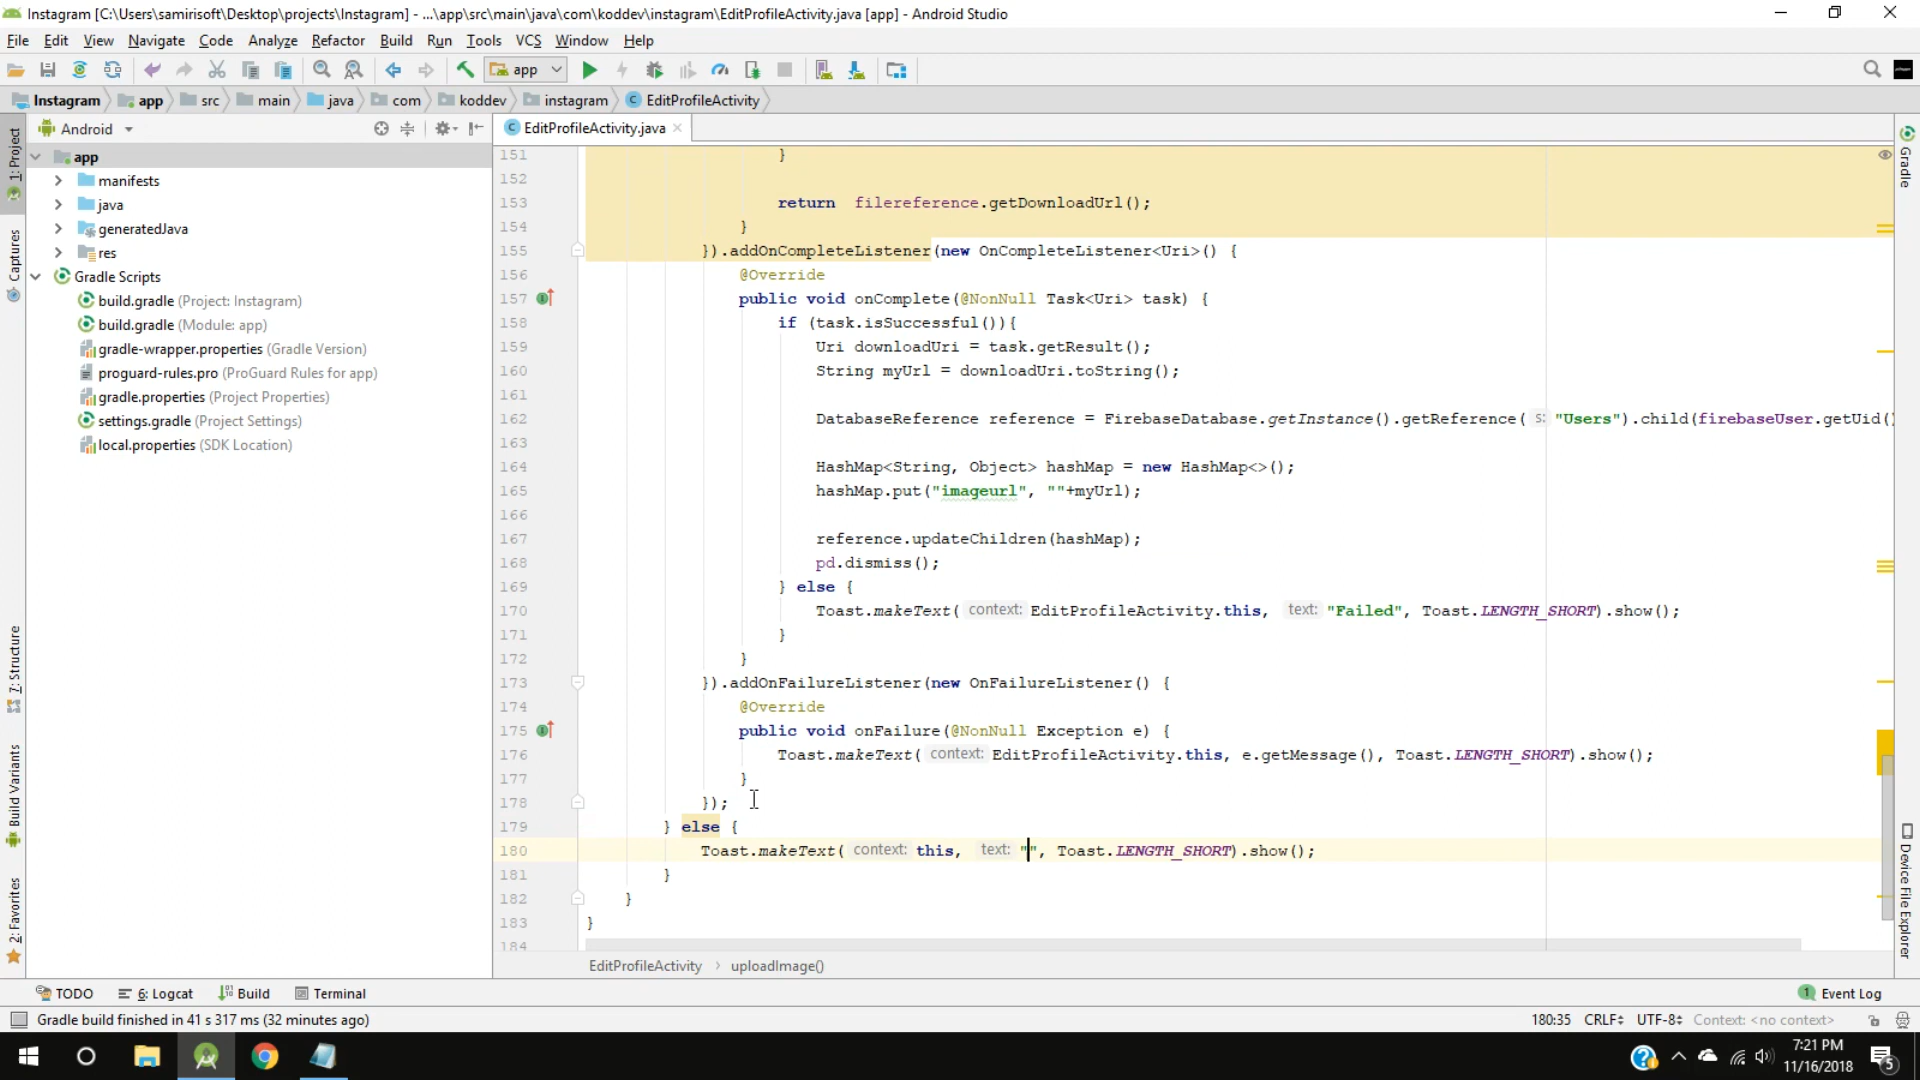 Instagram [C:\Users\samirisoft\Desktop\projects\Instagram] - ...\app\src\main\java\com\koddev\instagram\EditProfileActivity.java [app] - Android Studio
File Edit View Navigate Code Analyze Refactor Build Run Tools VCS Window Help
app
Instagram app src main java com koddev instagram EditProfileActivity
Android
EditProfileActivity.java
1: Project
Captures
7: Structure
Build Variants
2: Favorites
Gradle
Device File Explorer
app
manifests
java
generatedJava
res
Gradle Scripts
build.gradle (Project: Instagram)
build.gradle (Module: app)
gradle-wrapper.properties (Gradle Version)
proguard-rules.pro (ProGuard Rules for app)
gradle.properties (Project Properties)
settings.gradle (Project Settings)
local.properties (SDK Location)
151 }
152
153 return filereference.getDownloadUrl();
154 }
155 }).addOnCompleteListener(new OnCompleteListener<Uri>() {
156 @Override
157 public void onComplete(@NonNull Task<Uri> task) {
158 if (task.isSuccessful()){
159 Uri downloadUri = task.getResult();
160 String myUrl = downloadUri.toString();
161
162 DatabaseReference reference = FirebaseDatabase.getInstance().getReference( s: "Users").child(firebaseUser.getUid()
163
164 HashMap<String, Object> hashMap = new HashMap<>();
165 hashMap.put("imageurl", ""+myUrl);
166
167 reference.updateChildren(hashMap);
168 pd.dismiss();
169 } else {
170 Toast.makeText( context: EditProfileActivity.this, text: "Failed", Toast.LENGTH_SHORT).show();
171 }
172 }
173 }).addOnFailureListener(new OnFailureListener() {
174 @Override
175 public void onFailure(@NonNull Exception e) {
176 Toast.makeText( context: EditProfileActivity.this, e.getMessage(), Toast.LENGTH_SHORT).show();
177 }
178 });
179 } else {
180 Toast.makeText( context: this, text: "", Toast.LENGTH_SHORT).show();
181 }
182 }
183 }
184
EditProfileActivity › uploadImage()
TODO 6: Logcat Build Terminal 1 Event Log
Gradle build finished in 41 s 317 ms (32 minutes ago) 180:35 CRLF UTF-8 Context: <no context>
7:21 PM
11/16/2018
5